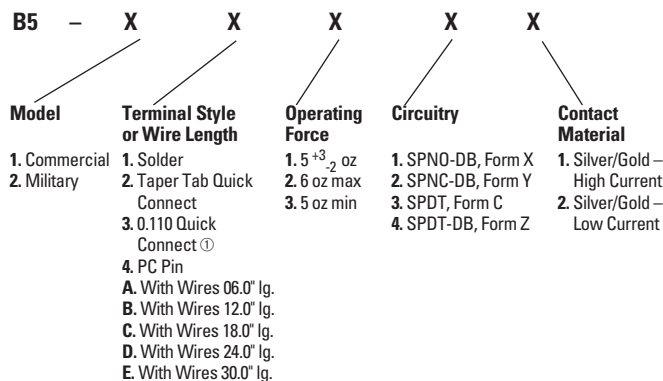 B5 – X X X X X
Model
1. Commercial
2. Military
Terminal Style
or Wire Length
1. Solder
2. Taper Tab Quick
Connect
3. 0.110 Quick
Connect ①
4. PC Pin
A. With Wires 06.0" lg.
B. With Wires 12.0" lg.
C. With Wires 18.0" lg.
D. With Wires 24.0" lg.
E. With Wires 30.0" lg.
Operating
Force
1. 5 +3 -2 oz
2. 6 oz max
3. 5 oz min
Circuitry
1. SPNO-DB, Form X
2. SPNC-DB, Form Y
3. SPDT, Form C
4. SPDT-DB, Form Z
Contact
Material
1. Silver/Gold –
High Current
2. Silver/Gold –
Low Current